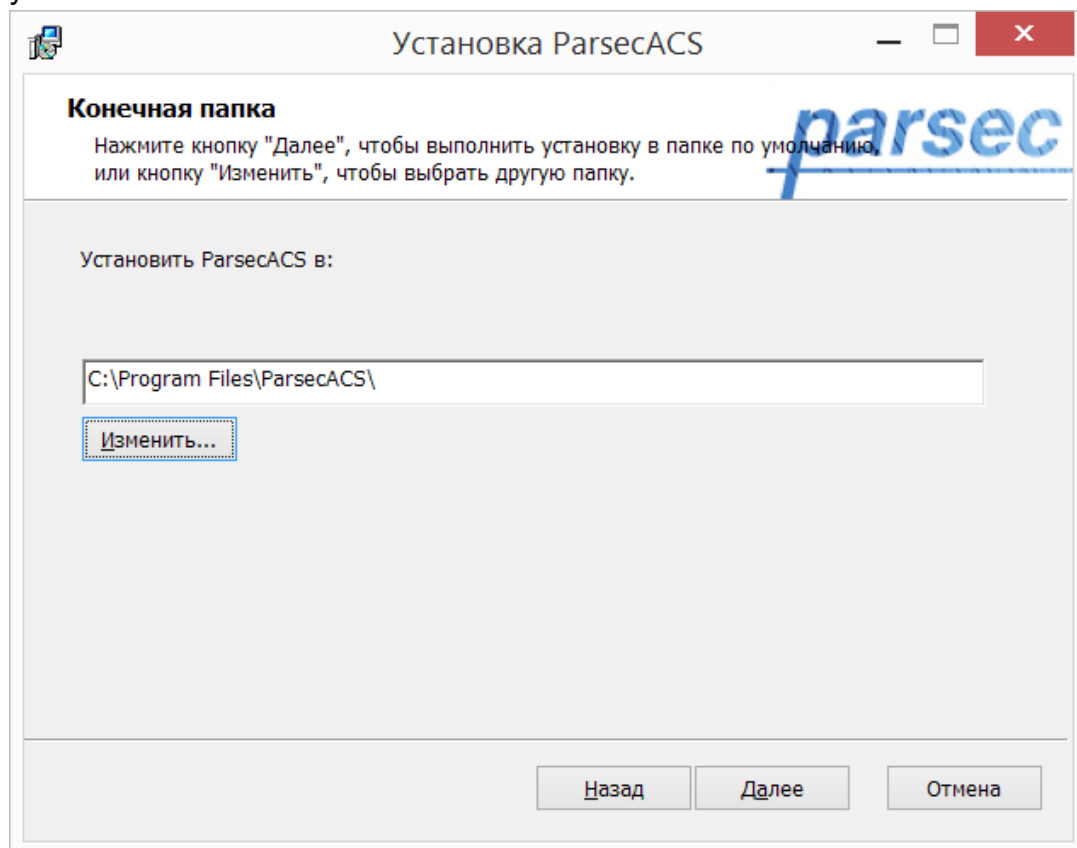 Установка ParsecACS
Конечная папка
parsec
Нажмите кнопку "Далее", чтобы выполнить установку в папке по умолчанию,
или кнопку "Изменить", чтобы выбрать другую папку.
Установить ParsecACS в:
C:\Program Files\ParsecACS\
Изменить...
Назад
Далее
Отмена